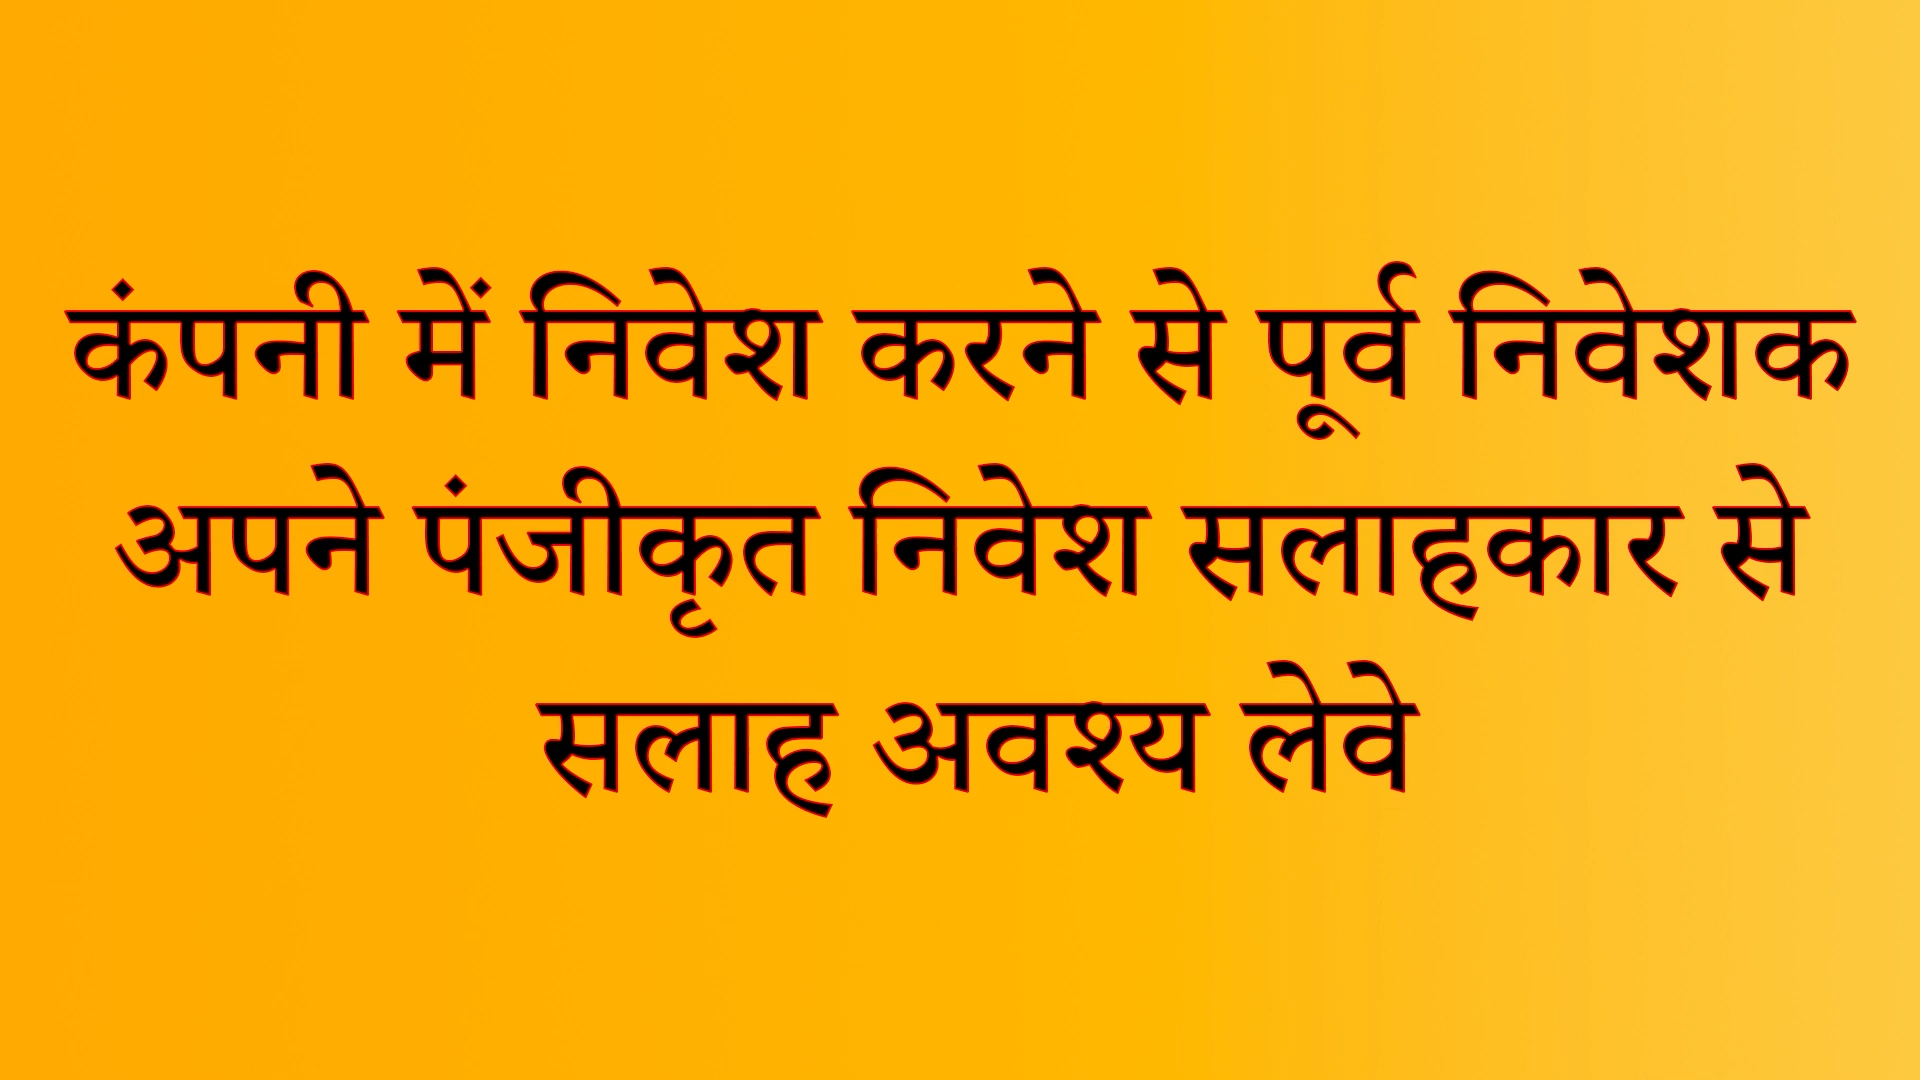 कंपनी में निवेश करने से पूर्व निवेशक
अपने पंजीकृत निवेश सलाहकार से
सलाह अवश्य लेवे